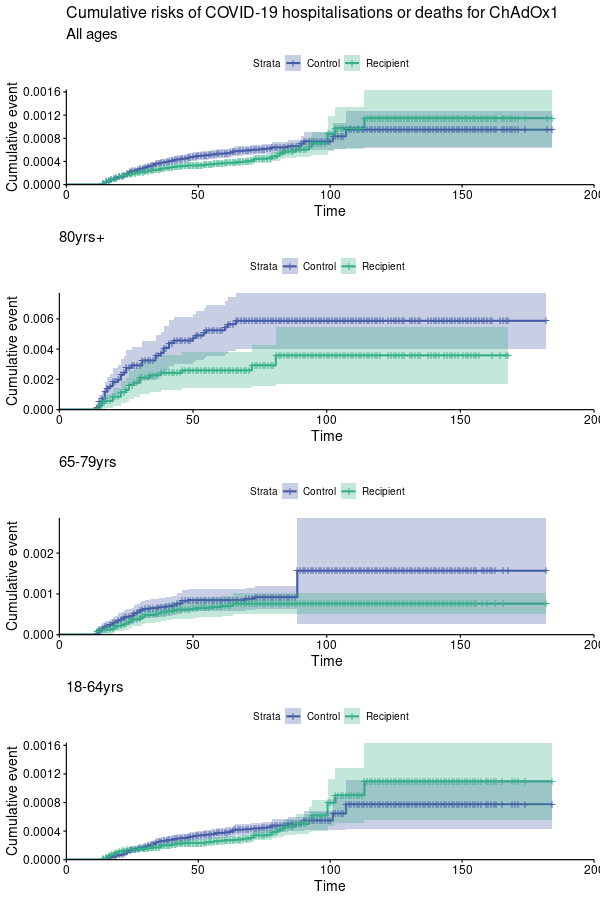 Cumulative risks of COVID-19 hospitalisations or deaths for ChAdOx1
All ages
Strata Control Recipient
Cumulative event
0.0016
0.0012
0.0008
0.0004
0.0000
0 50 100 150 200
Time
80yrs+
Strata Control Recipient
Cumulative event
0.006
0.004
0.002
0.000
0 50 100 150 200
Time
65-79yrs
Strata Control Recipient
Cumulative event
0.002
0.001
0.000
0 50 100 150 200
Time
18-64yrs
Strata Control Recipient
Cumulative event
0.0016
0.0012
0.0008
0.0004
0.0000
0 50 100 150 200
Time